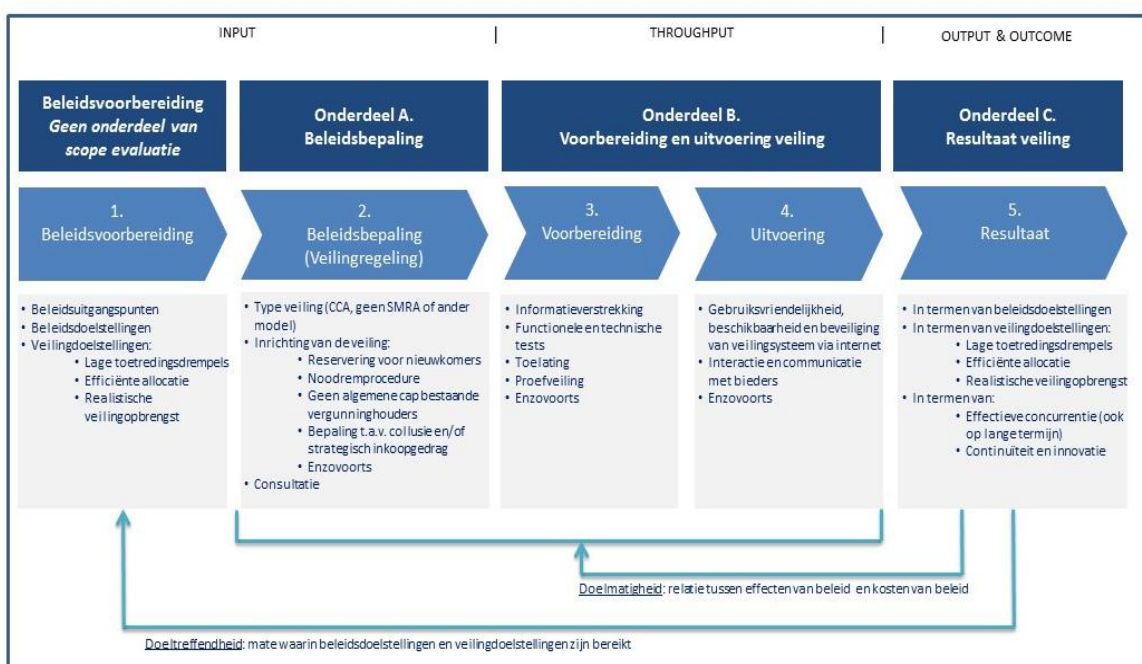 INPUT
THROUGHPUT
OUTPUT & OUTCOME
Beleidsvoorbereiding
Geen onderdeel van
scope evaluatie
Onderdeel A.
Beleidsbepaling
Onderdeel B.
Voorbereiding en uitvoering veiling
Onderdeel C.
Resultaat veiling
1.
Beleidsvoorbereiding
2.
Beleidsbepaling
(Veilingregeling)
3.
Voorbereiding
4.
Uitvoering
5.
Resultaat
• Beleidsuitgangspunten
• Beleidsdoelstellingen
• Veilingdoelstellingen:
• Lage toetredingsdrempels
• Efficiënte allocatie
• Realistische
veilingopbrengst
• Type veiling (CCA, geen SMRA of ander
model)
• Inrichting van de veiling:
• Reservering voor nieuwkomers
• Noodremprocedure
• Geen algemene cap bestaande
vergunninghouders
• Bepaling t.a.v. collusie en/of
strategisch inkoopgedrag
• Enzovoorts
• Consultatie
• Informatieverstrekking
• Functionele en technische
tests
• Toelating
• Proefveiling
• Enzovoorts
• Gebruiksvriendelijkheid,
beschikbaarheid en beveiliging
van veilingsysteem via internet
• Interactie en communicatie
met bieders
• Enzovoorts
• In termen van beleidsdoelstellingen
• In termen van veilingdoelstellingen:
• Lage toetredingsdrempels
• Efficiënte allocatie
• Realistische veilingopbrengst
• In termen van:
• Effectieve concurrentie (ook
op lange termijn)
• Continuïteit en innovatie
Doelmatigheid: relatie tussen effecten van beleid en kosten van beleid
Doeltreffendheid: mate waarin beleidsdoelstellingen en veilingdoelstellingen zijn bereikt